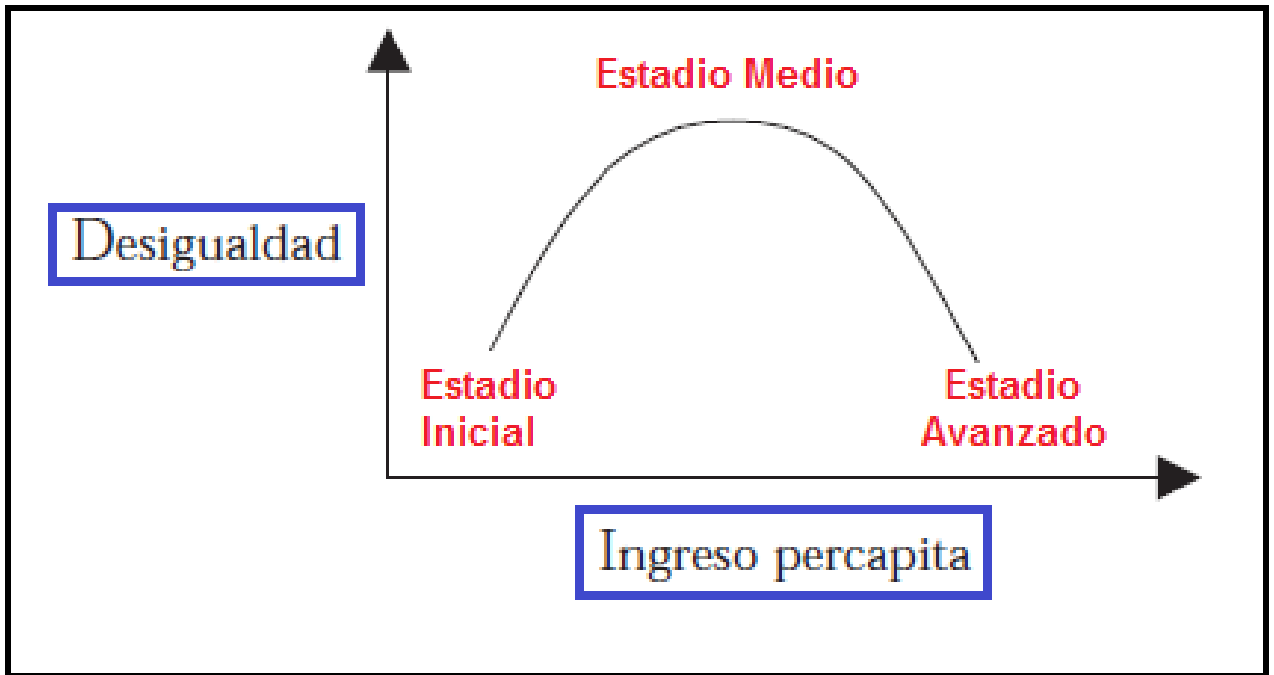 Estadio Medio
Desigualdad
Estadio
Inicial
Estadio
Avanzado
Ingreso percapita